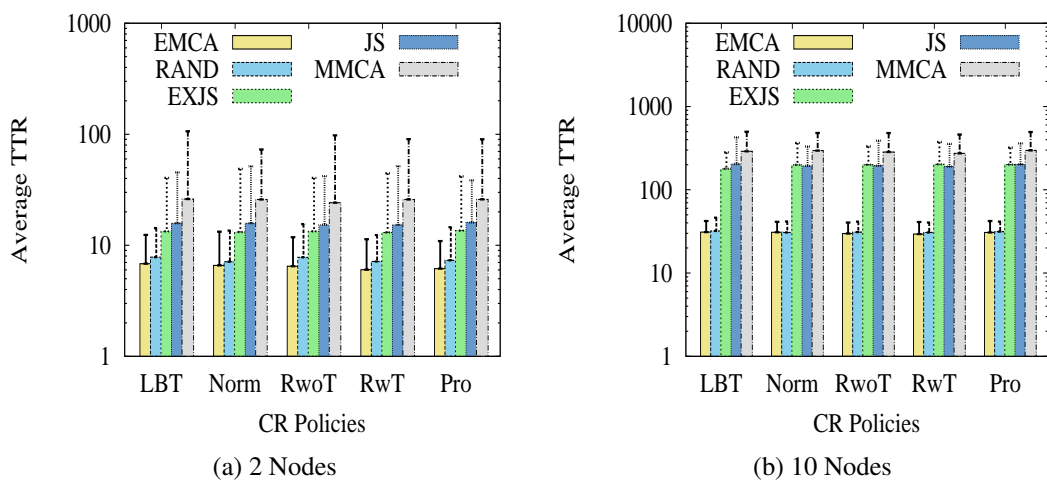 1000
100
10
1
Average TTR
EMCA
RAND
EXJS
JS
MMCA
LBT Norm RwoT RwT Pro
CR Policies
(a) 2 Nodes
10000
1000
100
10
1
Average TTR
EMCA
RAND
EXJS
JS
MMCA
LBT Norm RwoT RwT Pro
CR Policies
(b) 10 Nodes